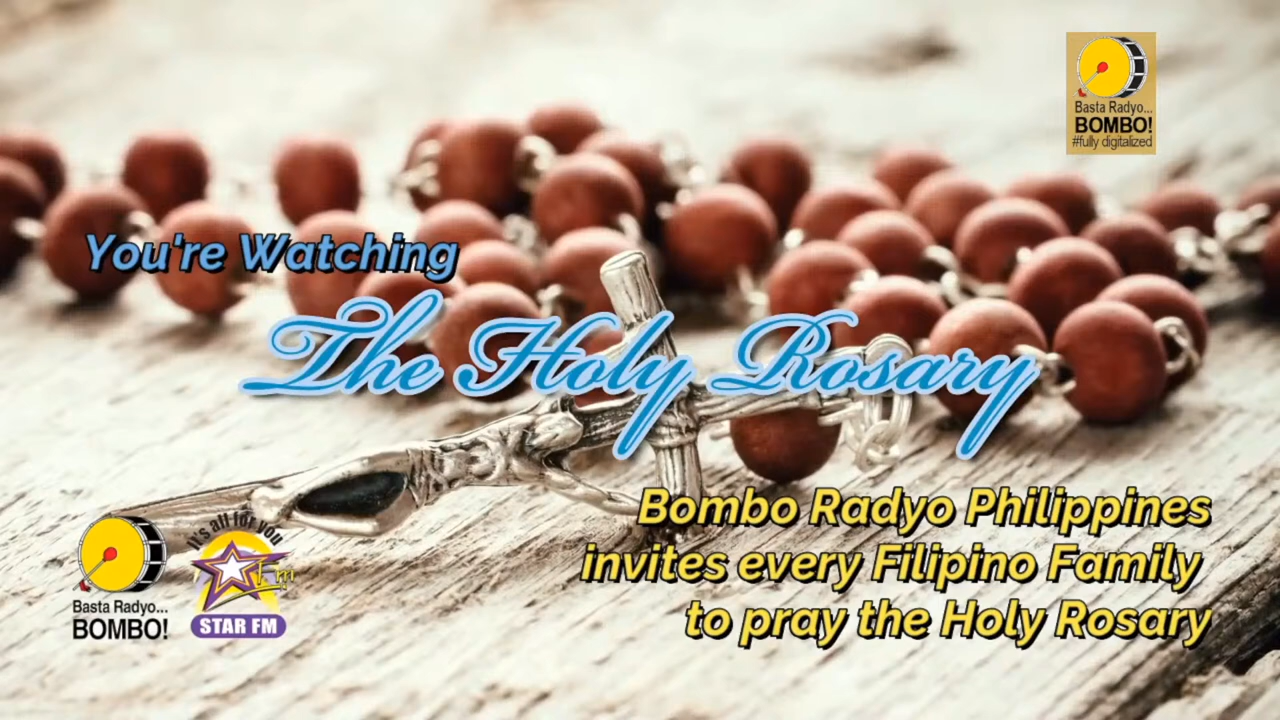 Basta Radyo...
BOMBO!
#fully digitalized
You're Watching
The Holy Rosary
Bombo Radyo Philippines
invites every Filipino Family
to pray the Holy Rosary
Basta Radyo...
BOMBO!
It's all for you
Fm
STAR FM